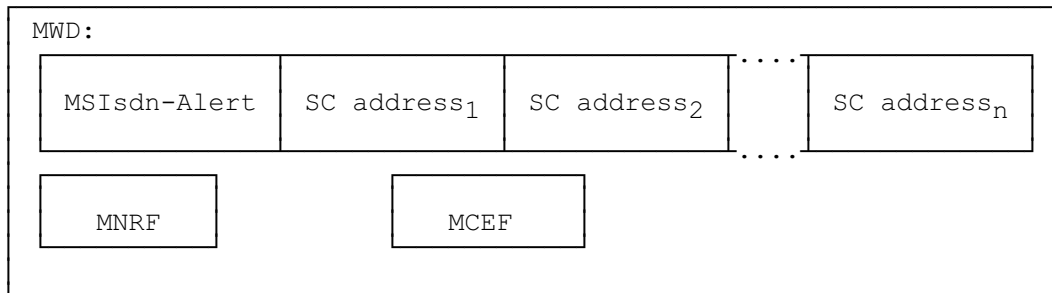 MWD:
MSIsdn-Alert SC address₁ SC address₂ .... SC addressₙ
....
MNRF MCEF